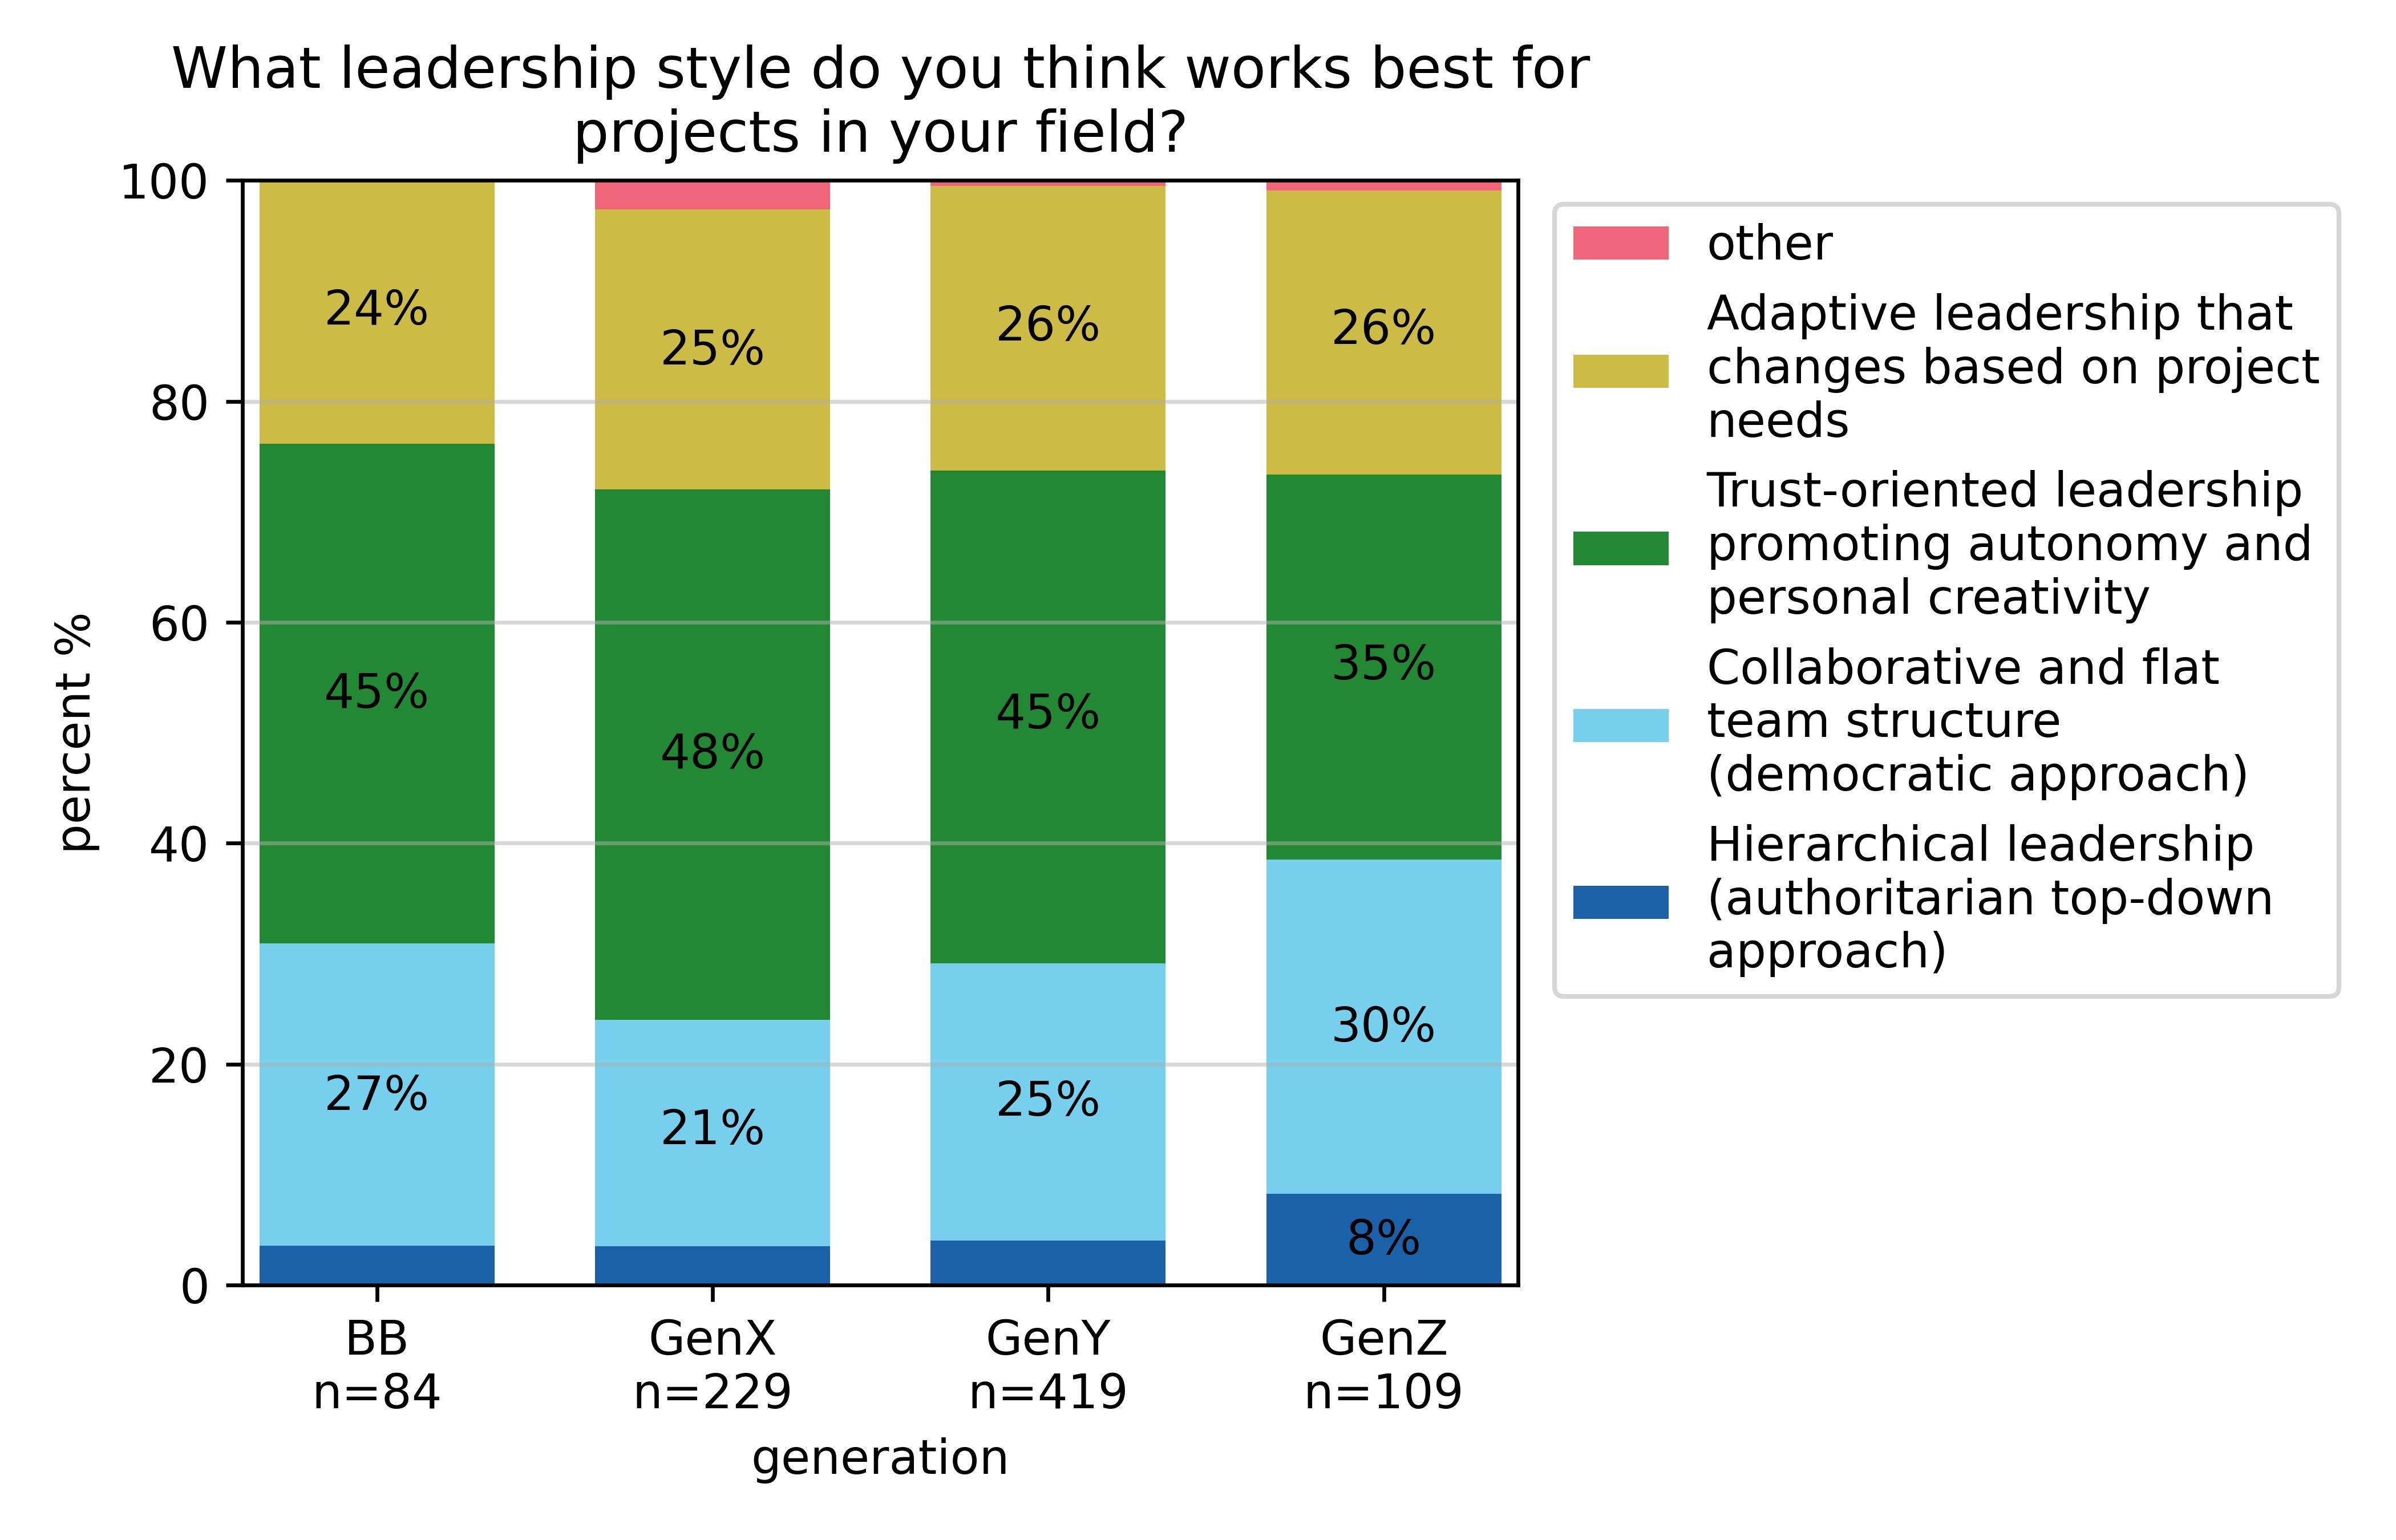 What leadership style do you think works best for
projects in your field?
percent %
100
80
60
40
20
0
24%
45%
27%
25%
48%
21%
26%
45%
25%
26%
35%
30%
8%
BB
n=84
GenX
n=229
GenY
n=419
GenZ
n=109
generation
other
Adaptive leadership that
changes based on project
needs
Trust-oriented leadership
promoting autonomy and
personal creativity
Collaborative and flat
team structure
(democratic approach)
Hierarchical leadership
(authoritarian top-down
approach)